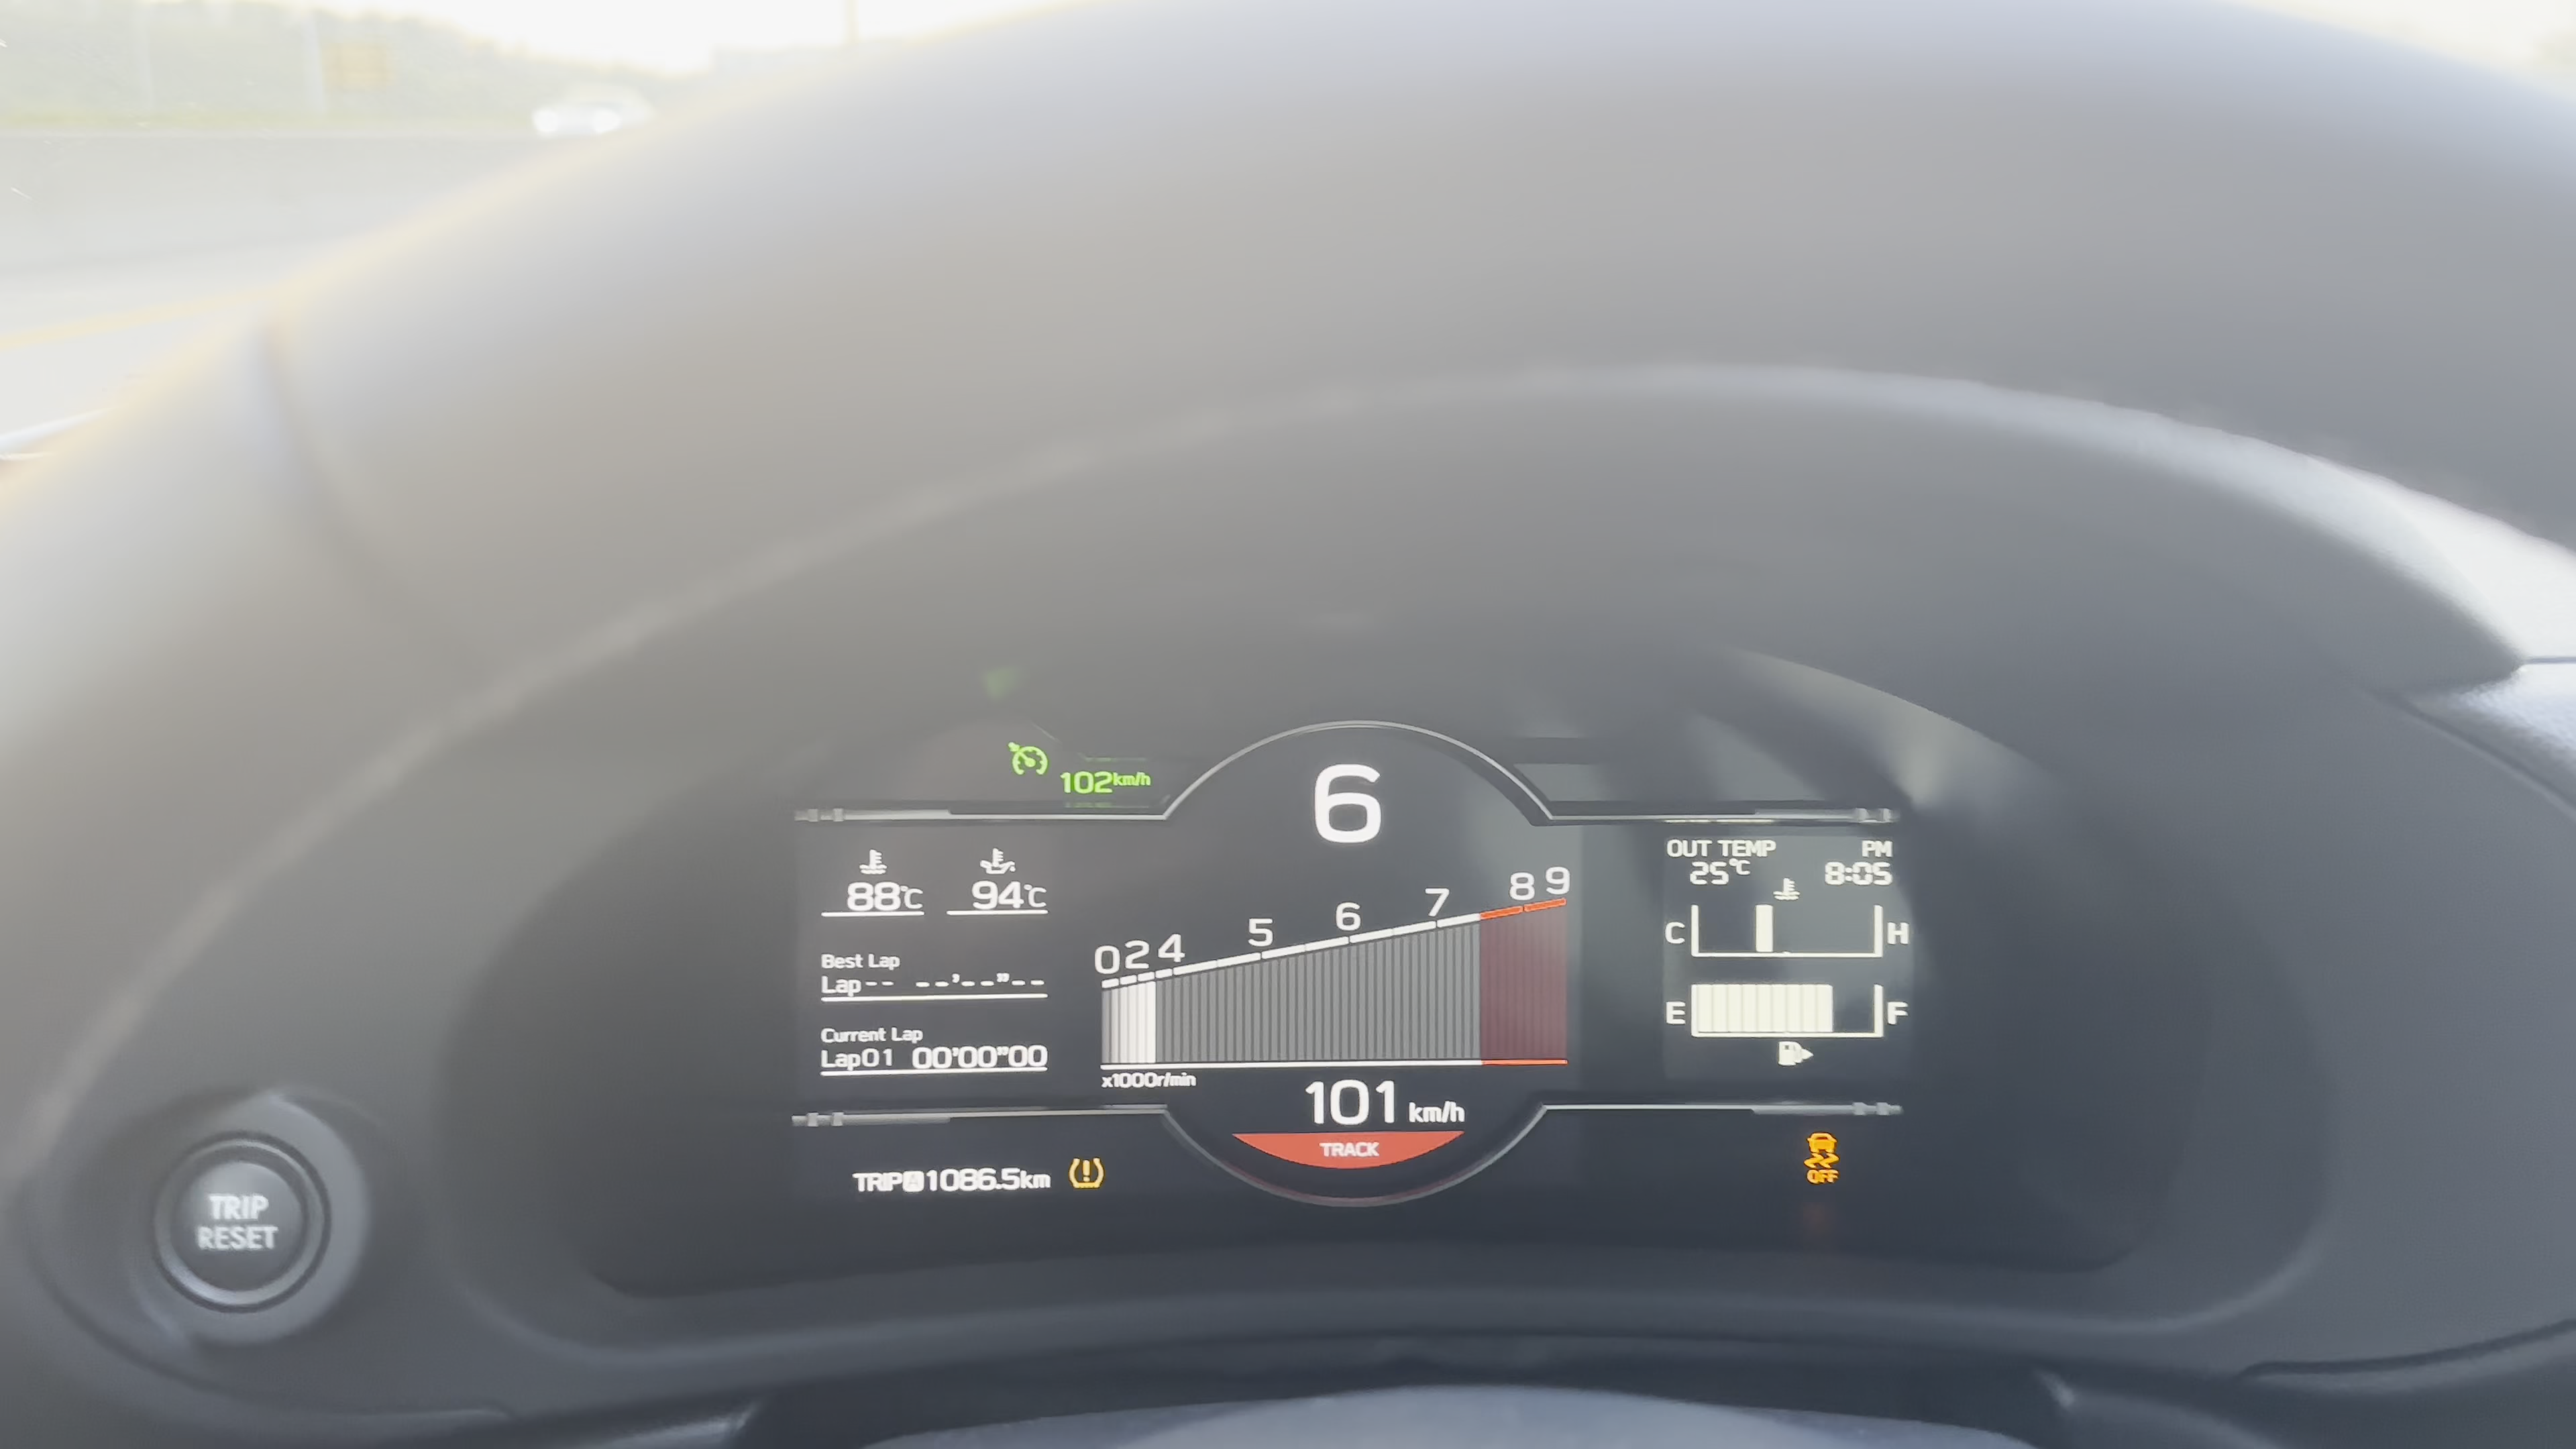 102km/h
6
88℃ 94℃
OUT TEMP PM
25℃ 8:05
C H
Best Lap
Lap-- --'--"--
0 2 4 5 6 7 8 9
E F
Current Lap
Lap01 00'00"00
x1000r/min
101 km/h
TRACK
TRIP A 1086.5km
OFF
TRIP
RESET